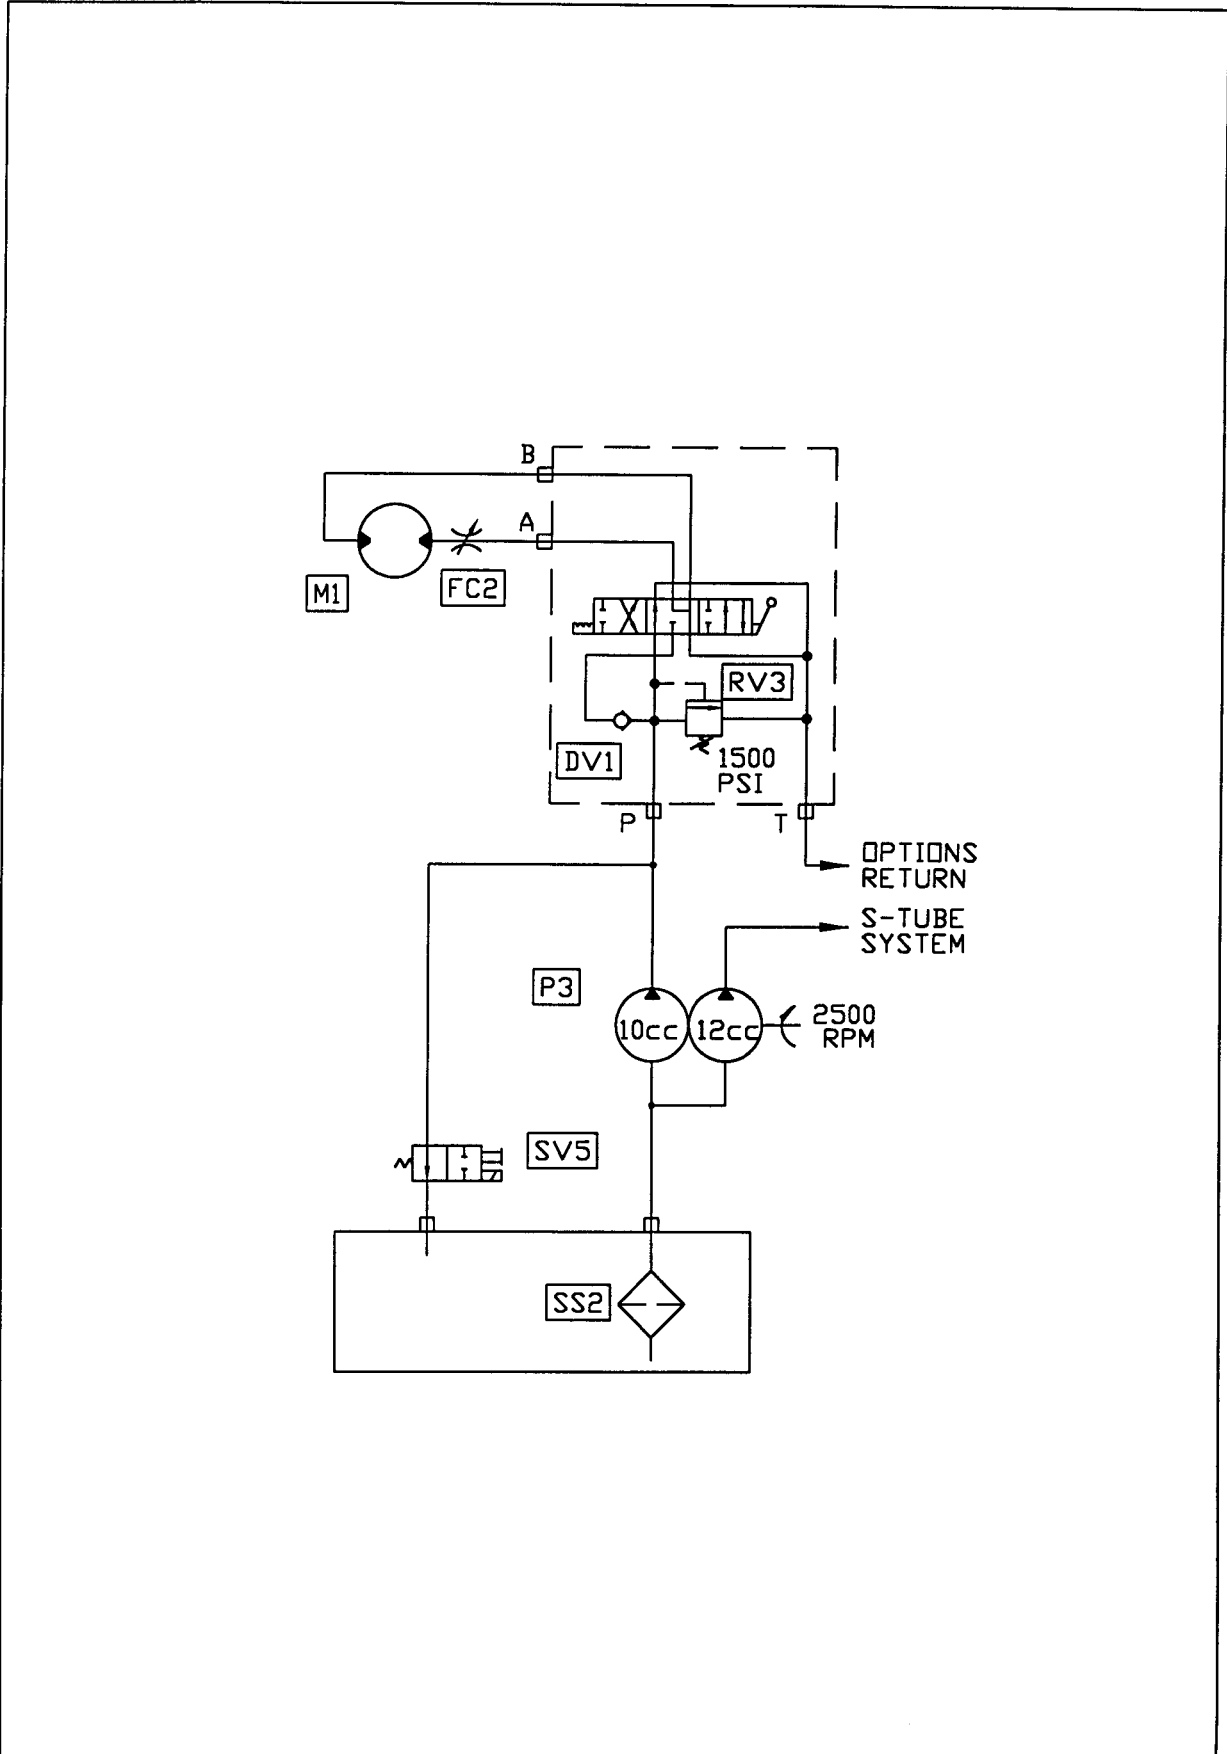 B
A
M1
FC2
RV3
DV1
1500
PSI
P
T
OPTIONS
RETURN
S-TUBE
SYSTEM
P3
10cc
12cc
2500
RPM
SV5
SS2